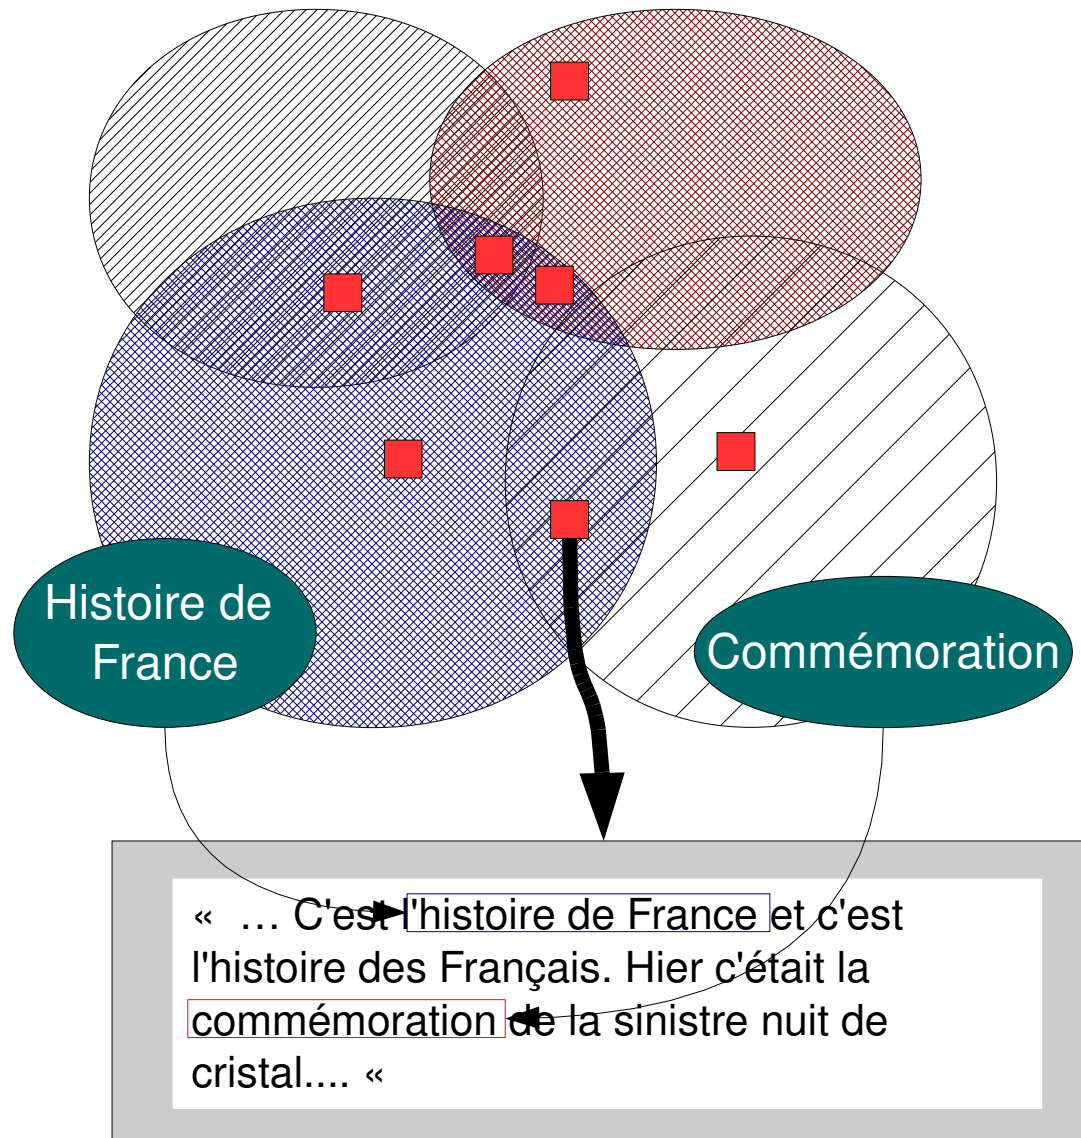 Histoire de
France
Commémoration
«  … C'est l'histoire de France et c'est
l'histoire des Français. Hier c'était la
commémoration de la sinistre nuit de
cristal.... «